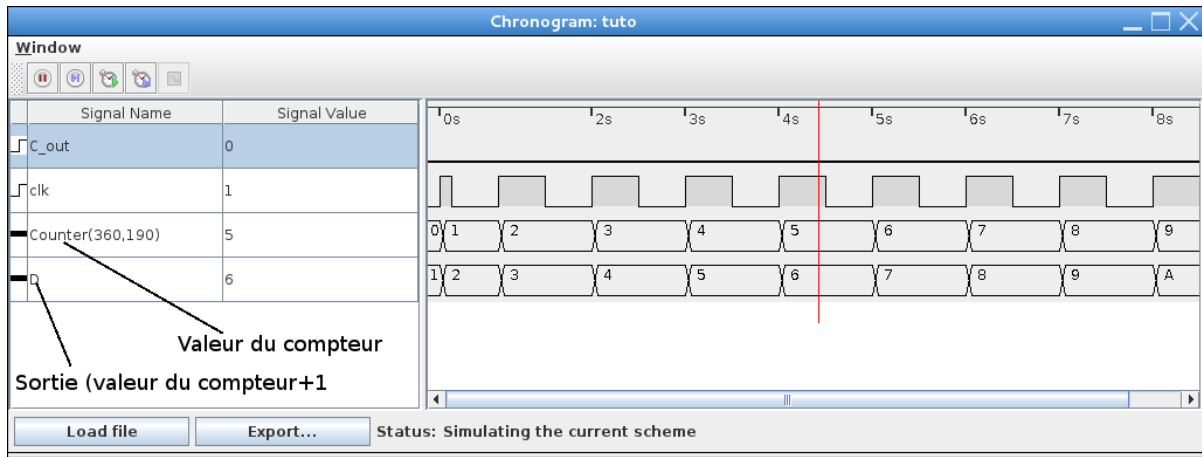 Chronogram: tuto
Window
Signal Name Signal Value
0s 2s 3s 4s 5s 6s 7s 8s
C_out 0
clk 1
Counter(360,190) 5 0 1 2 3 4 5 6 7 8 9
D 6 1 2 3 4 5 6 7 8 9 A
Valeur du compteur
Sortie (valeur du compteur+1
Load file Export... Status: Simulating the current scheme